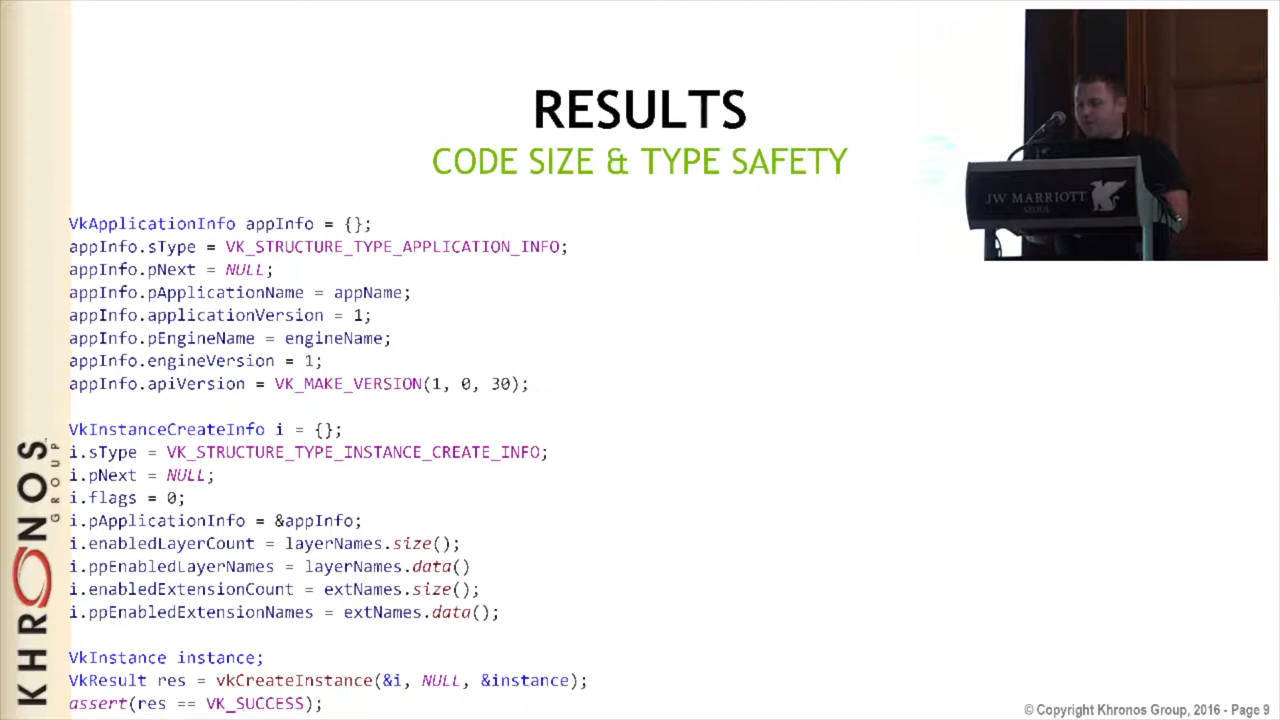 RESULTS
CODE SIZE & TYPE SAFETY
JW MARRIOTT
SEOUL
VkApplicationInfo appInfo = {};
appInfo.sType = VK_STRUCTURE_TYPE_APPLICATION_INFO;
appInfo.pNext = NULL;
appInfo.pApplicationName = appName;
appInfo.applicationVersion = 1;
appInfo.pEngineName = engineName;
appInfo.engineVersion = 1;
appInfo.apiVersion = VK_MAKE_VERSION(1, 0, 30);
VkInstanceCreateInfo i = {};
i.sType = VK_STRUCTURE_TYPE_INSTANCE_CREATE_INFO;
i.pNext = NULL;
i.flags = 0;
i.pApplicationInfo = &appInfo;
i.enabledLayerCount = layerNames.size();
i.ppEnabledLayerNames = layerNames.data()
i.enabledExtensionCount = extNames.size();
i.ppEnabledExtensionNames = extNames.data();
VkInstance instance;
VkResult res = vkCreateInstance(&i, NULL, &instance);
assert(res == VK_SUCCESS);
KHRONOS
GROUP
© Copyright Khronos Group, 2016 - Page 9